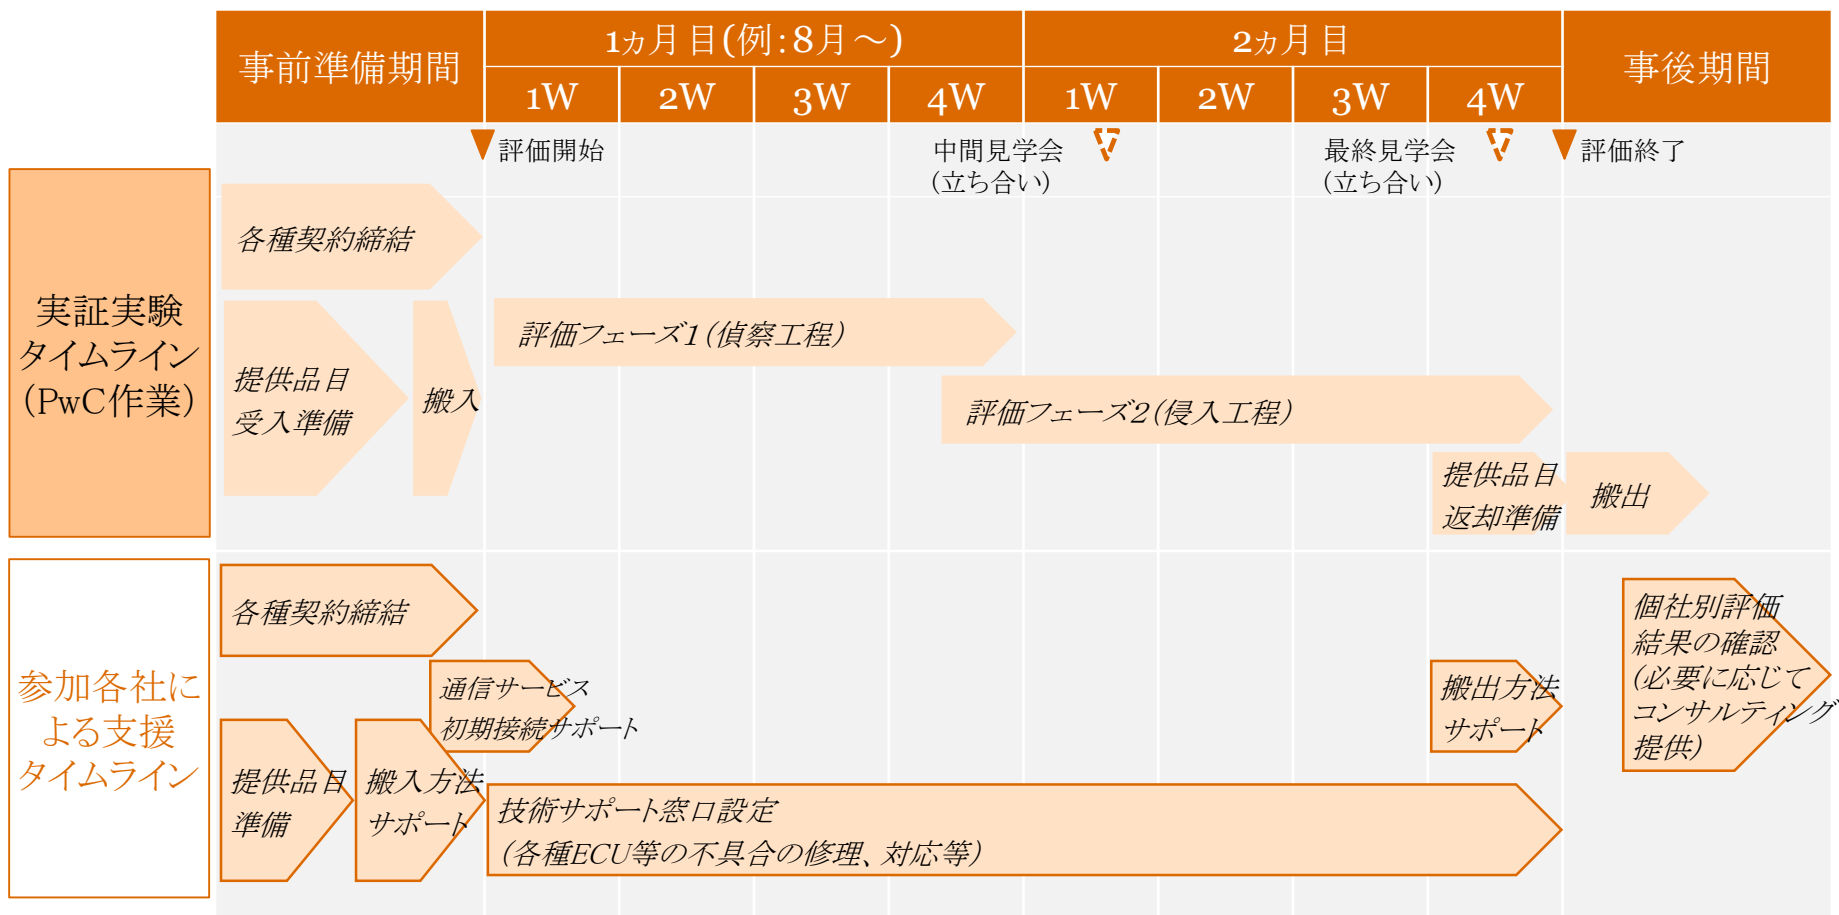 事前準備期間
1カ月目(例:8月～)
2カ月目
事後期間
1W
2W
3W
4W
1W
2W
3W
4W
評価開始
中間見学会
(立ち合い)
最終見学会
(立ち合い)
評価終了
実証実験
タイムライン
(PwC作業)
各種契約締結
提供品目
受入準備
搬入
評価フェーズ1(偵察工程)
評価フェーズ2(侵入工程)
提供品目
返却準備
搬出
参加各社に
よる支援
タイムライン
各種契約締結
通信サービス
初期接続サポート
提供品目
準備
搬入方法
サポート
技術サポート窓口設定
(各種ECU等の不具合の修理、対応等)
搬出方法
サポート
個社別評価
結果の確認
(必要に応じて
コンサルティング
提供)